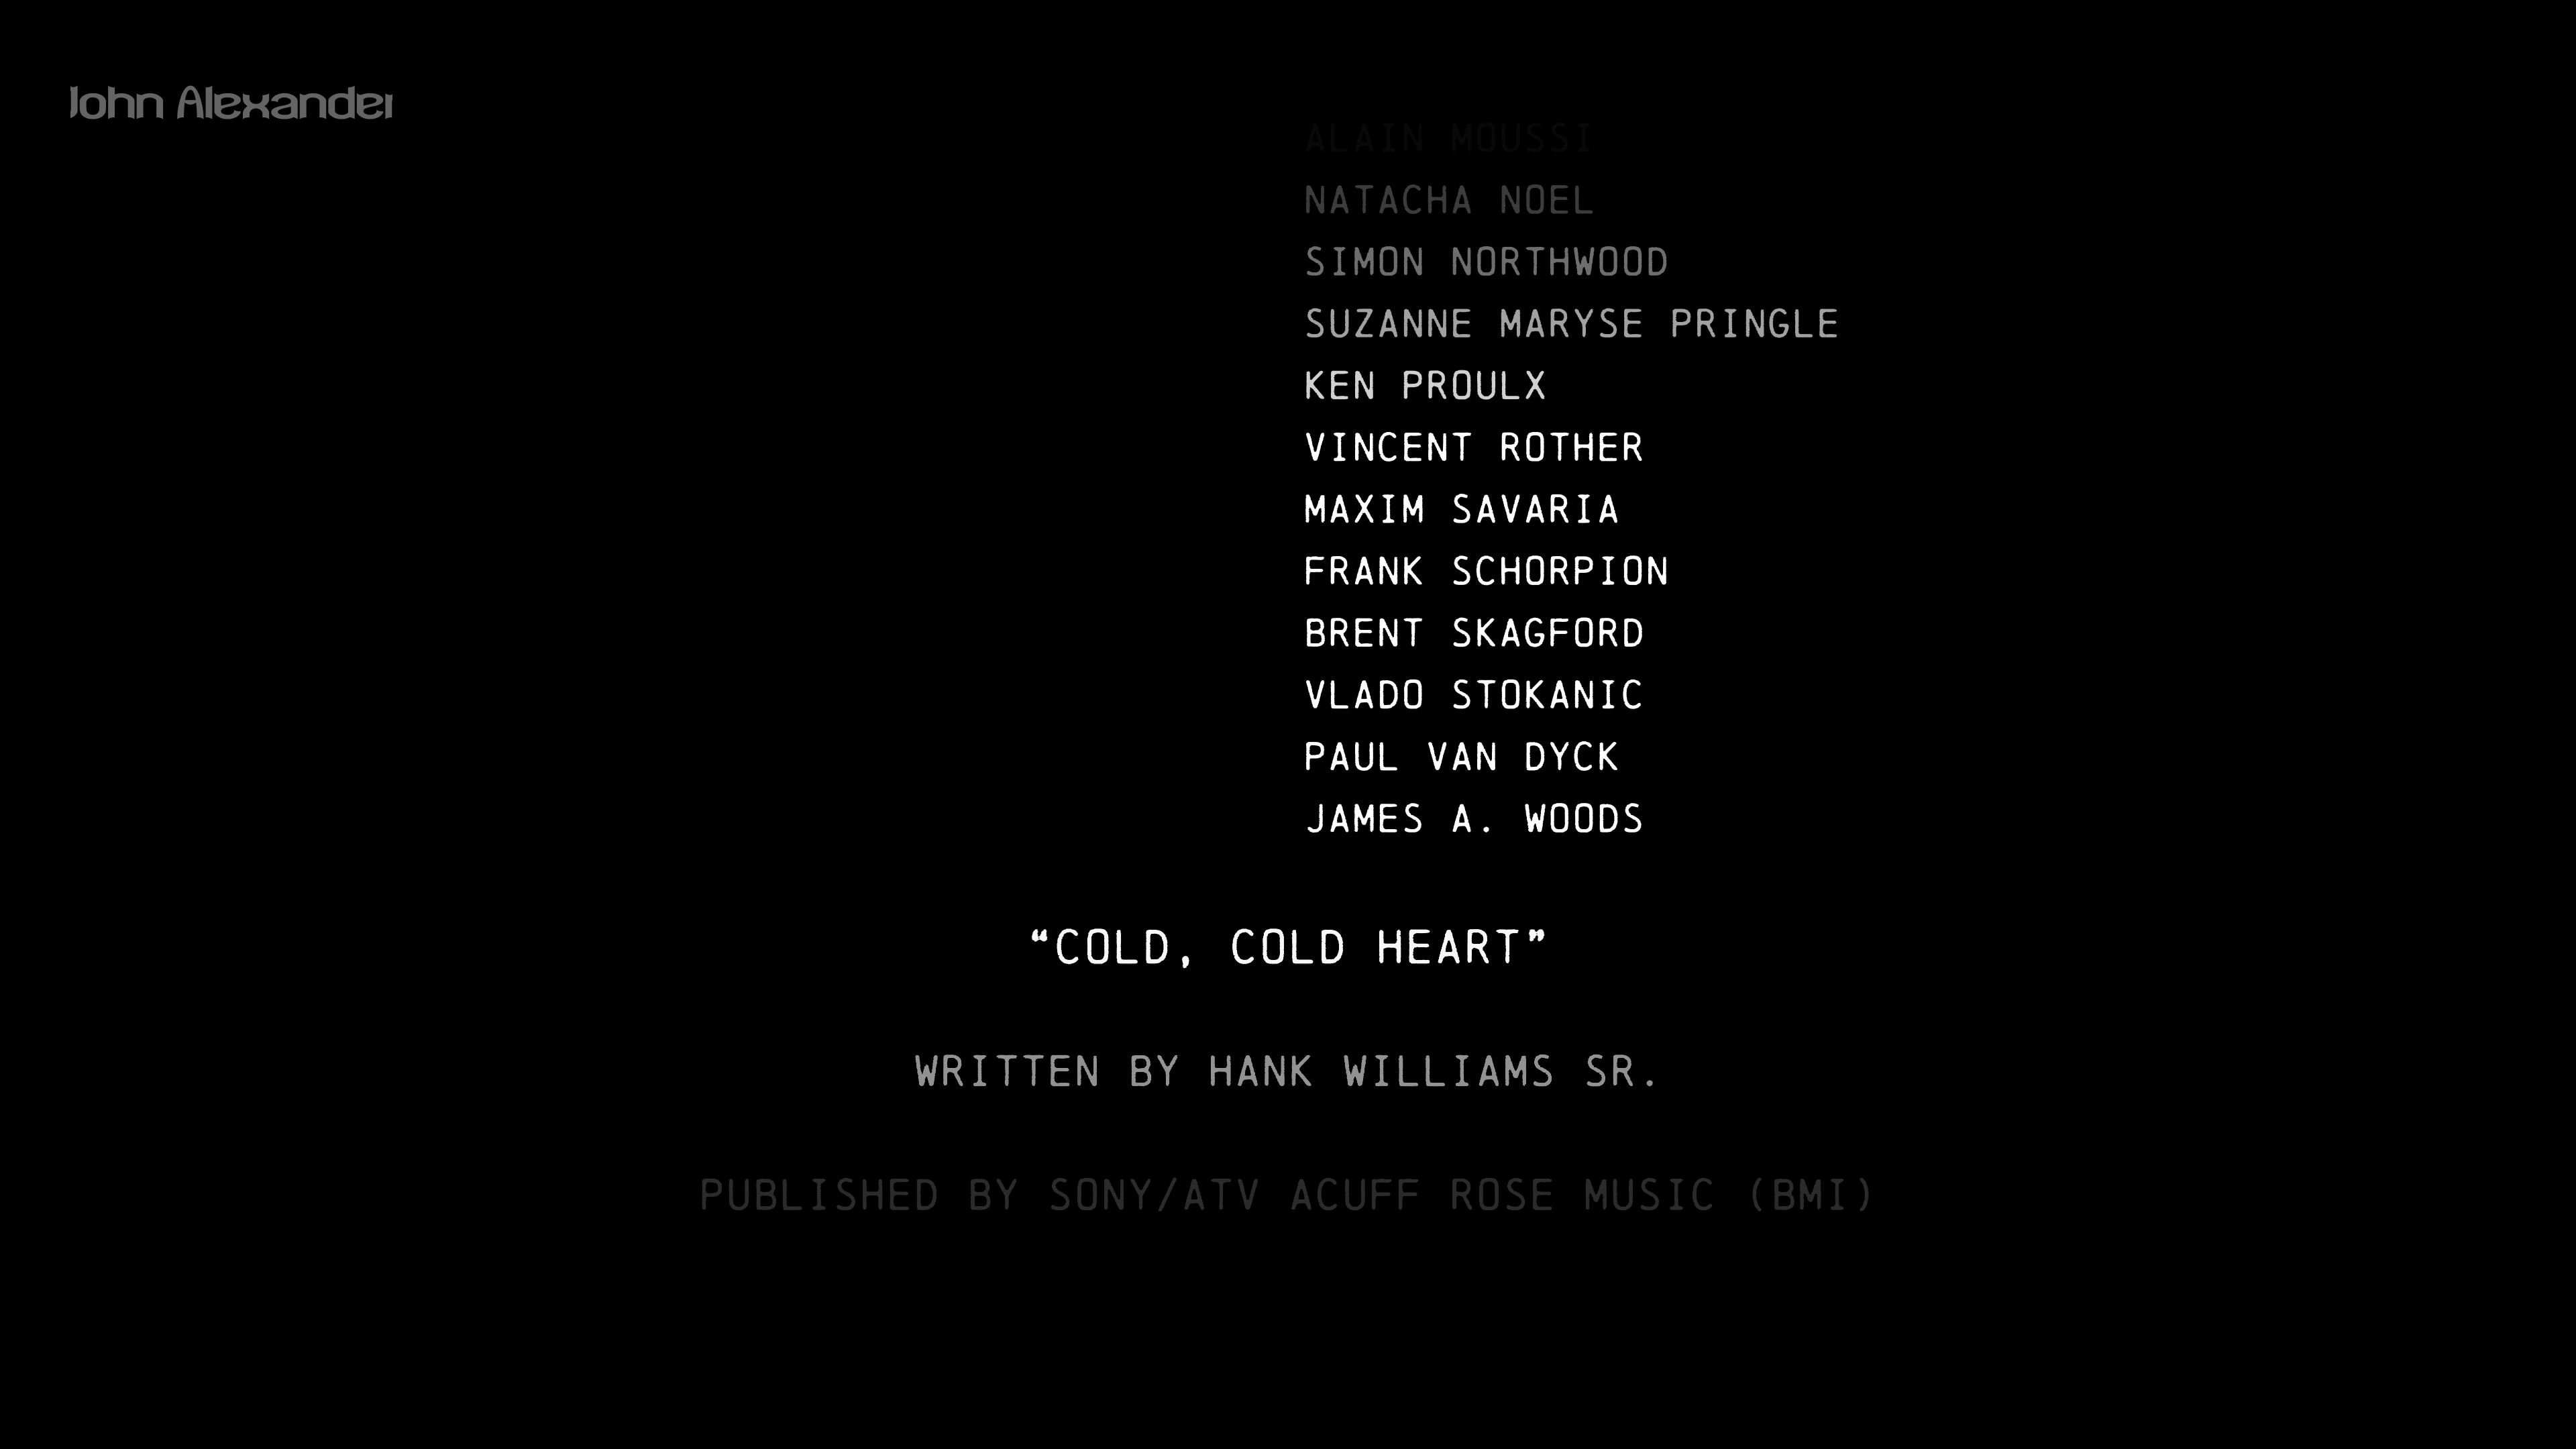 John Alexander
ALAIN MOUSSI
NATACHA NOEL
SIMON NORTHWOOD
SUZANNE MARYSE PRINGLE
KEN PROULX
VINCENT ROTHER
MAXIM SAVARIA
FRANK SCHORPION
BRENT SKAGFORD
VLADO STOKANIC
PAUL VAN DYCK
JAMES A. WOODS
“COLD, COLD HEART”
WRITTEN BY HANK WILLIAMS SR.
PUBLISHED BY SONY/ATV ACUFF ROSE MUSIC (BMI)